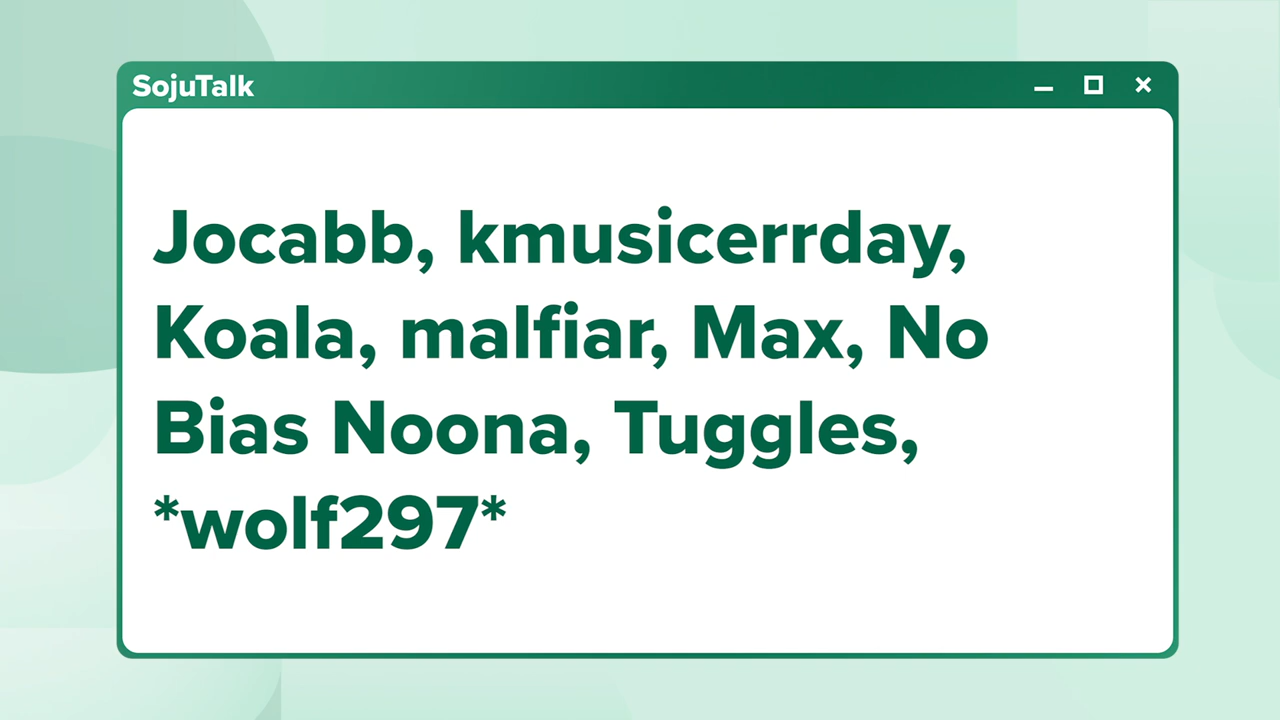 SojuTalk
Jocabb, kmusicerrday,
Koala, malfiar, Max, No
Bias Noona, Tuggles,
*wolf297*